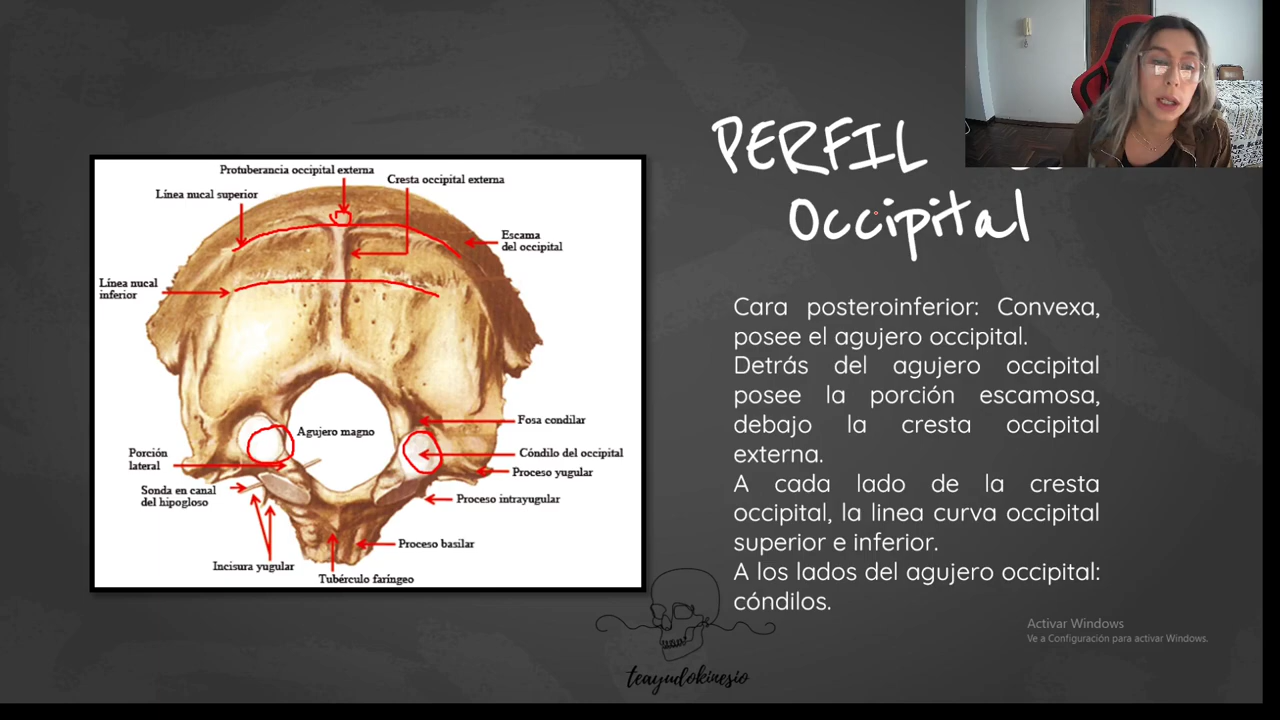 PERFIL
Occipital
Protuberancia occipital externa
Cresta occipital externa
Línea nucal superior
Escama
del occipital
Línea nucal
inferior
Fosa condilar
Agujero magno
Porción
lateral
Cóndilo del occipital
Proceso yugular
Sonda en canal
del hipogloso
Proceso intrayugular
Proceso basilar
Incisura yugular
Tubérculo faríngeo
Cara posteroinferior: Convexa,
posee el agujero occipital.
Detrás del agujero occipital
posee la porción escamosa,
debajo la cresta occipital
externa.
A cada lado de la cresta
occipital, la linea curva occipital
superior e inferior.
A los lados del agujero occipital:
cóndilos.
teayudokinesio
Activar Windows
Ve a Configuración para activar Windows.